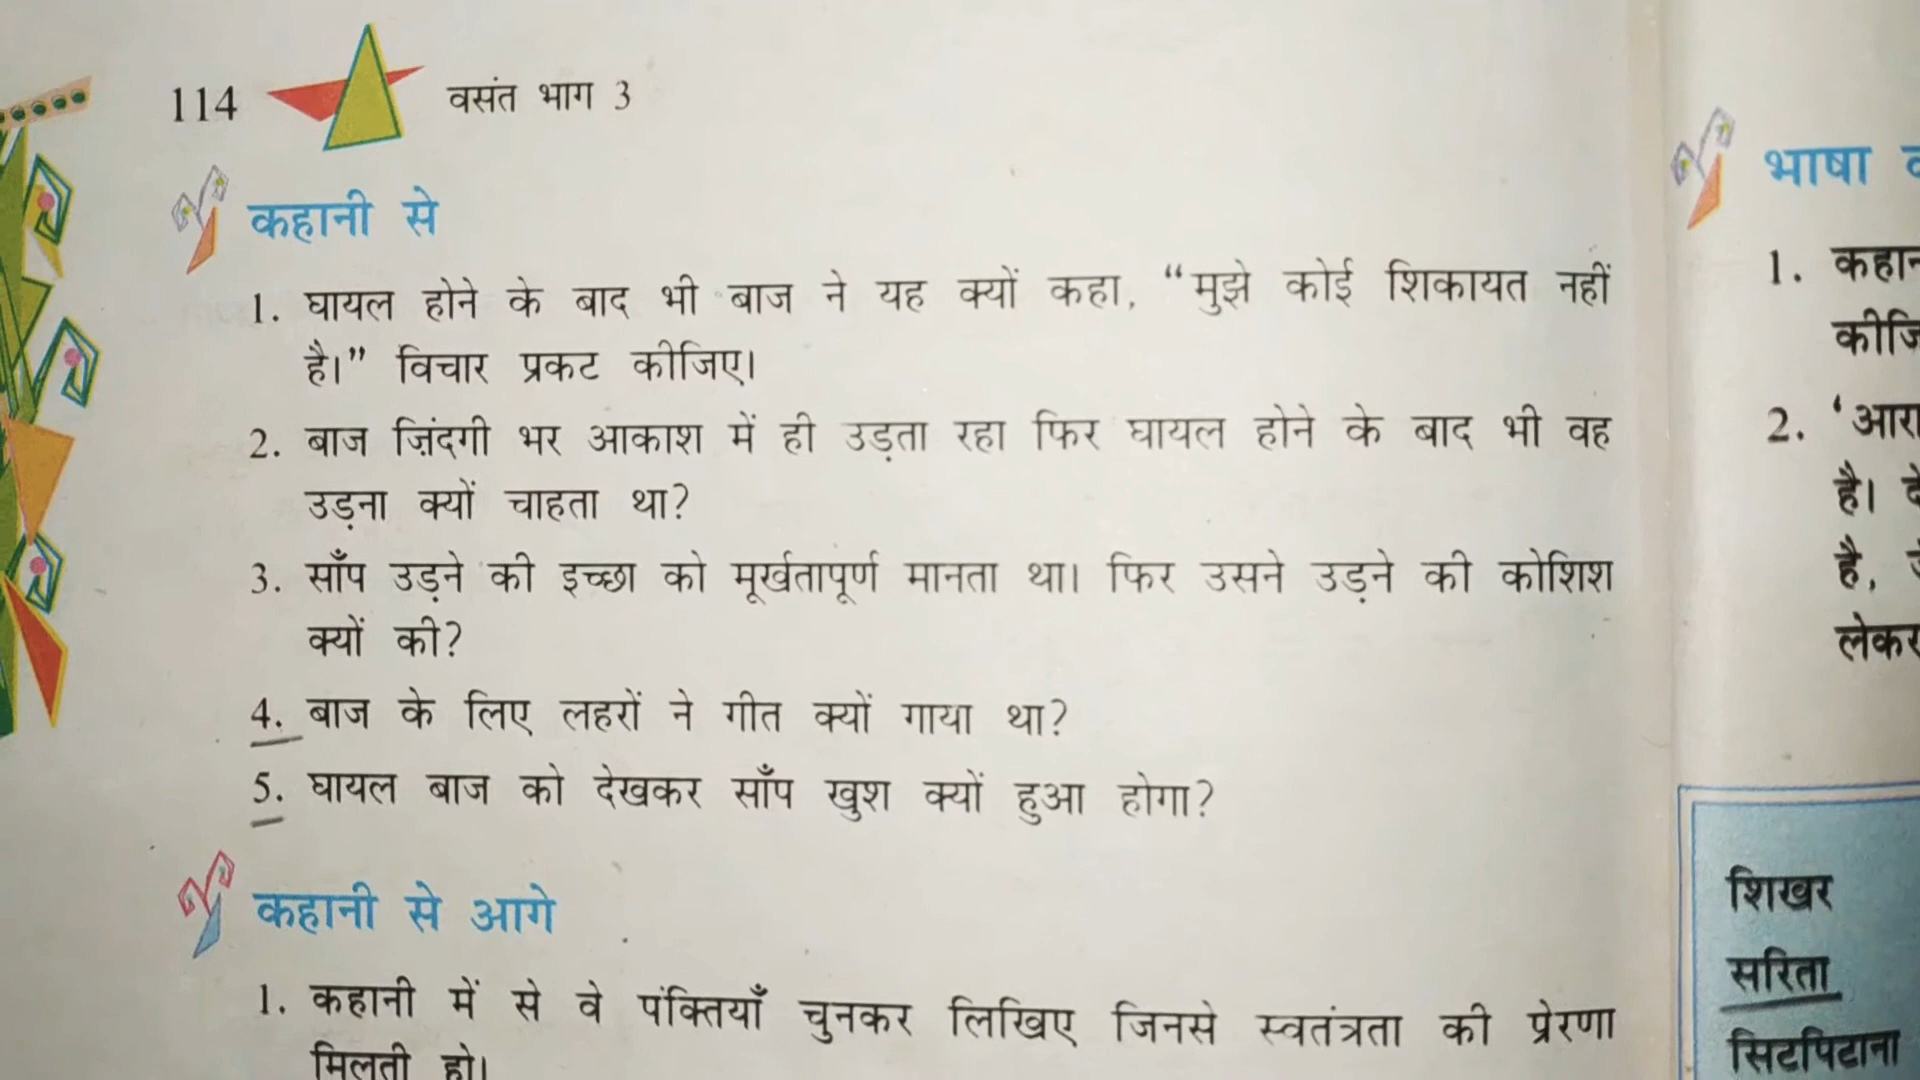 114 वसंत भाग 3
कहानी से
1. घायल होने के बाद भी बाज ने यह क्यों कहा, “मुझे कोई शिकायत नहीं
है।” विचार प्रकट कीजिए।
2. बाज ज़िंदगी भर आकाश में ही उड़ता रहा फिर घायल होने के बाद भी वह
उड़ना क्यों चाहता था?
3. साँप उड़ने की इच्छा को मूर्खतापूर्ण मानता था। फिर उसने उड़ने की कोशिश
क्यों की?
4. बाज के लिए लहरों ने गीत क्यों गाया था?
5. घायल बाज को देखकर साँप खुश क्यों हुआ होगा?
कहानी से आगे
1. कहानी में से वे पंक्तियाँ चुनकर लिखिए जिनसे स्वतंत्रता की प्रेरणा
मिलती हो।
भाषा
1.
2.
है।
है,
लेकर
शिखर
सरिता
सिटपिटाना